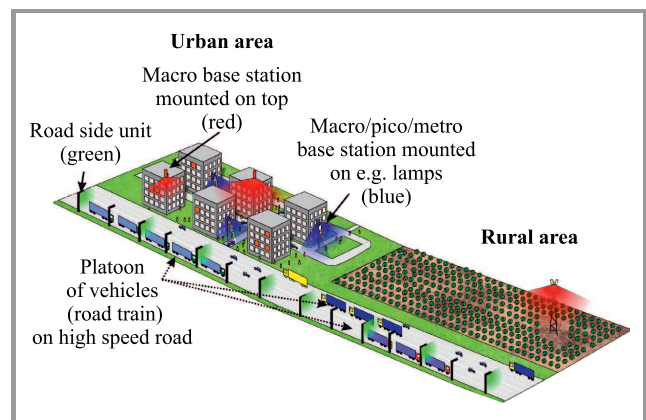 Urban area
Macro base station
mounted on top
(red)
Road side unit
(green)
Macro/pico/metro
base station mounted
on e.g. lamps
(blue)
Rural area
Platoon
of vehicles
(road train)
on high speed road